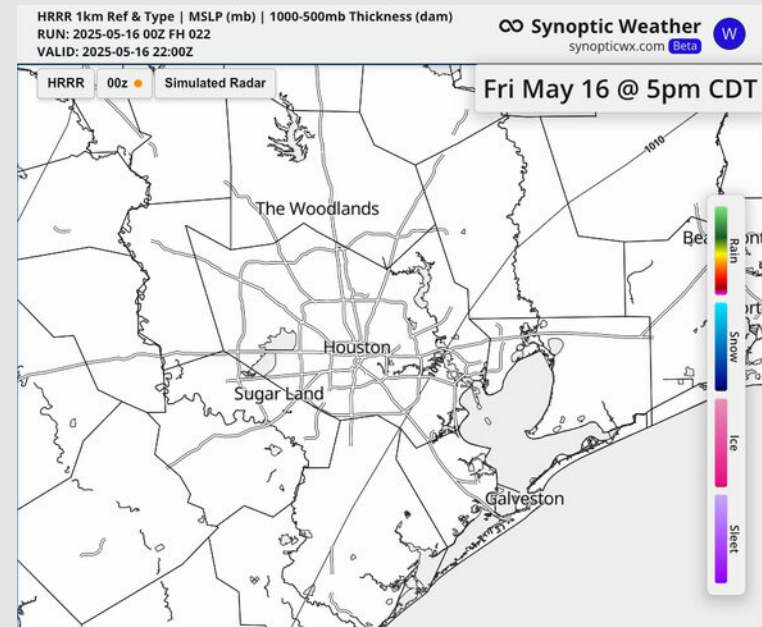 HRRR 1km Ref & Type | MSLP (mb) | 1000-500mb Thickness (dam)
RUN: 2025-05-16 00Z FH 022
VALID: 2025-05-16 22:00Z
Synoptic Weather
synopticwx.com Beta
W
HRRR
00z
Simulated Radar
Fri May 16 @ 5pm CDT
1010
The Woodlands
Rain
Snow
Houston
Sugar Land
Ice
Galveston
Sleet